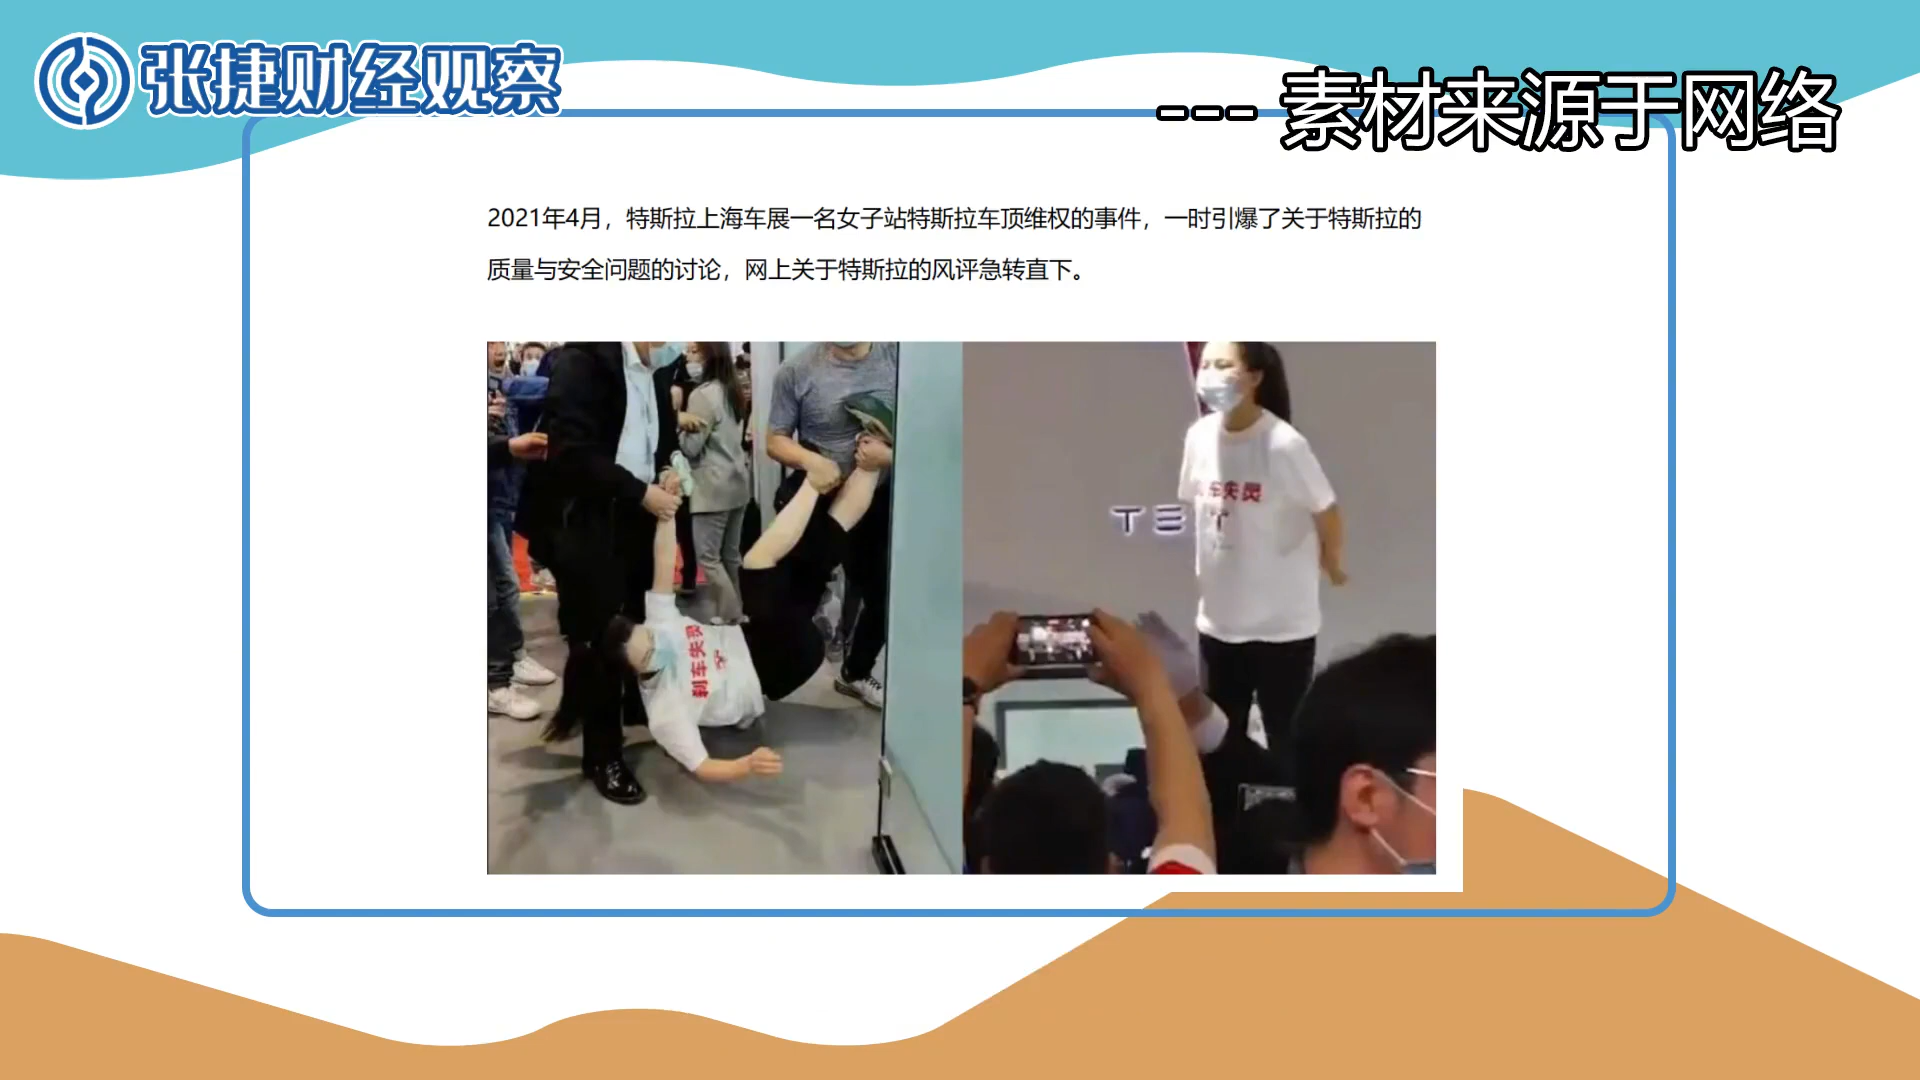 张捷财经观察
--- 素材来源于网络
2021年4月，特斯拉上海车展一名女子站特斯拉车顶维权的事件，一时引爆了关于特斯拉的
质量与安全问题的讨论，网上关于特斯拉的风评急转直下。
刹车失灵
车失灵
TE